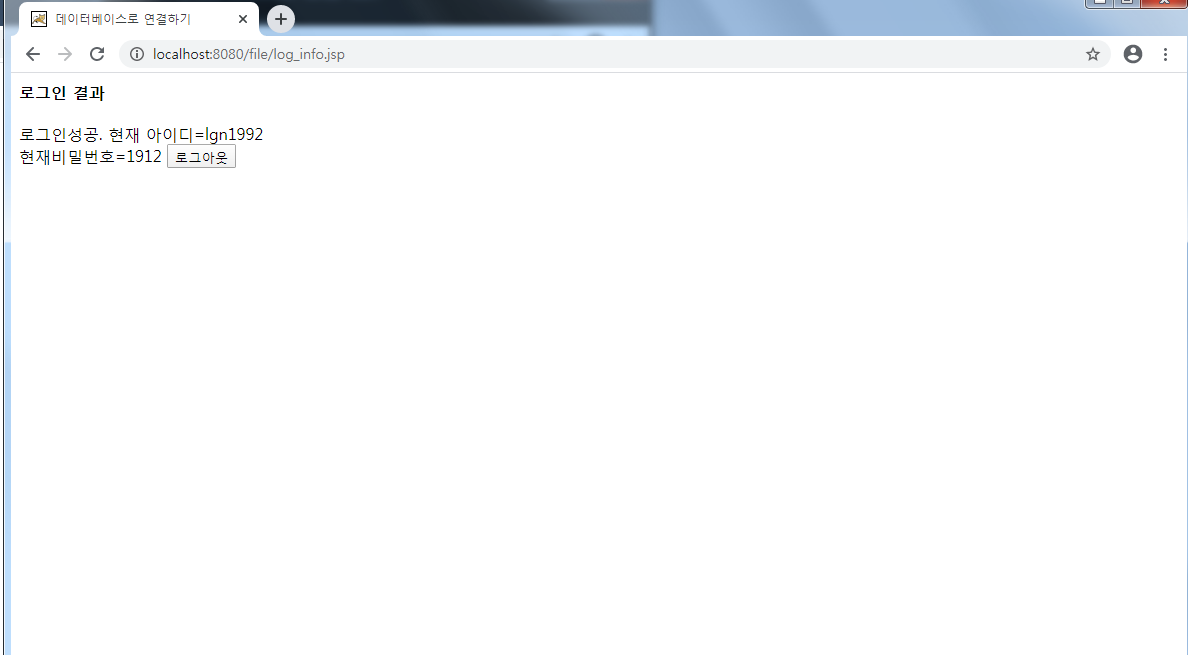 데이터베이스로 연결하기
localhost:8080/file/log_info.jsp
로그인 결과
로그인성공. 현재 아이디=lgn1992
현재비밀번호=1912 로그아웃